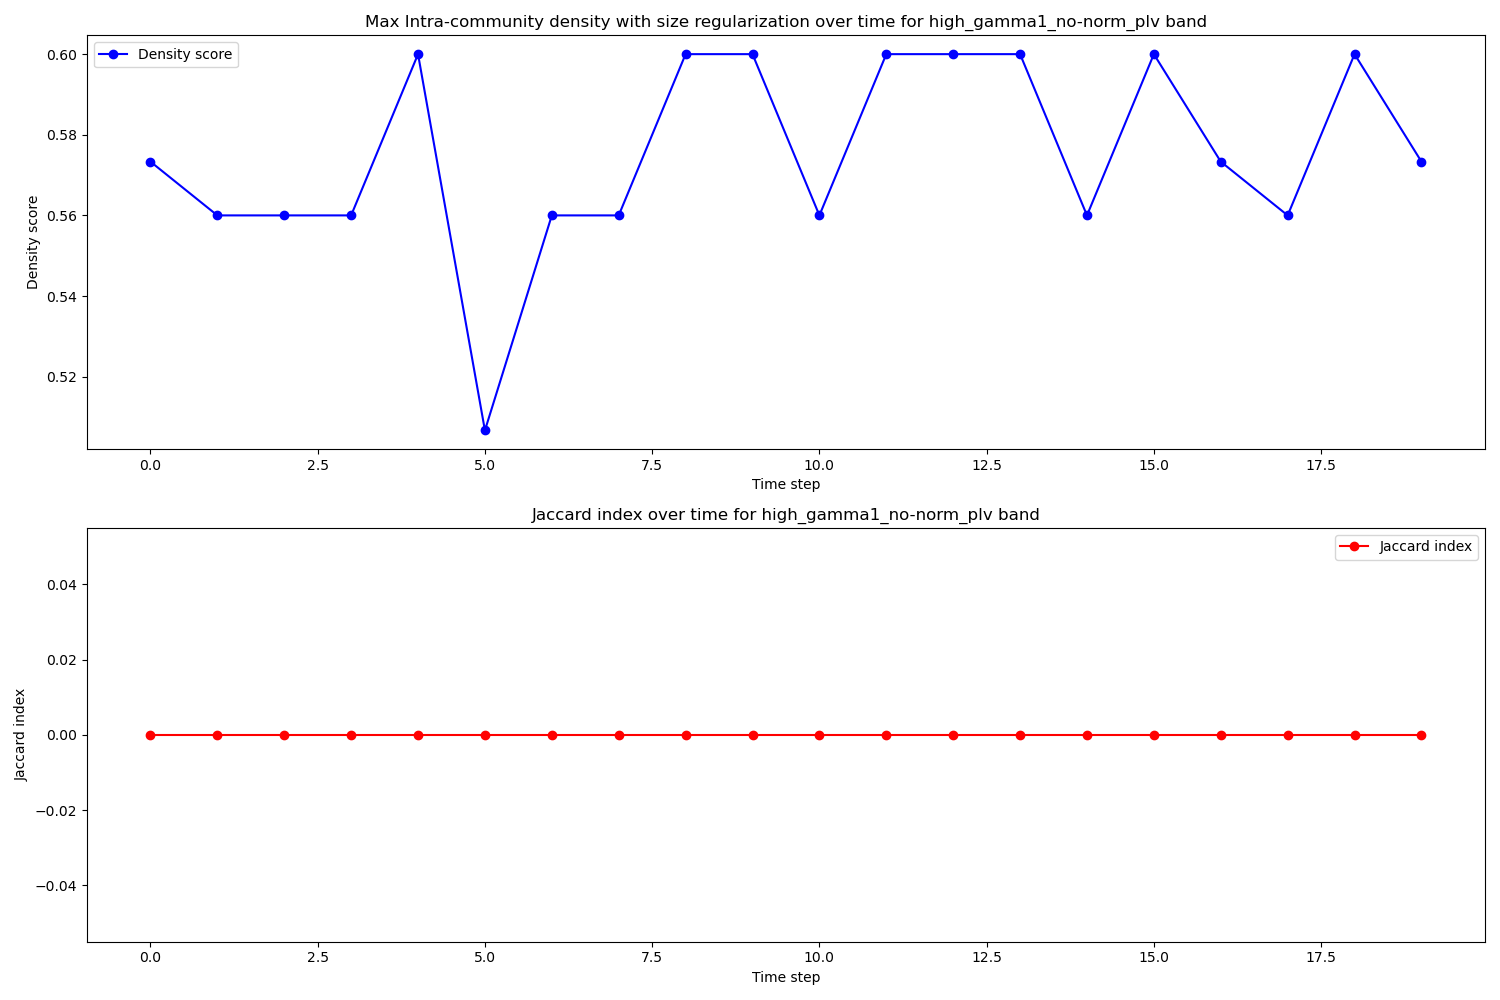 Max Intra-community density with size regularization over time for high_gamma1_no-norm_plv band
Density score
0.60
0.58
0.56
0.54
0.52
Density score
0.0 2.5 5.0 7.5 10.0 12.5 15.0 17.5
Time step
Jaccard index over time for high_gamma1_no-norm_plv band
Jaccard index
0.04
0.02
0.00
−0.02
−0.04
Jaccard index
0.0 2.5 5.0 7.5 10.0 12.5 15.0 17.5
Time step